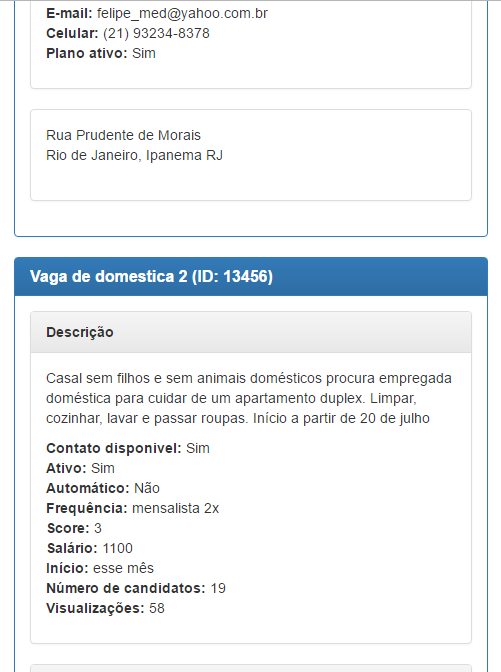 E-mail: felipe_med@yahoo.com.br
Celular: (21) 93234-8378
Plano ativo: Sim
Rua Prudente de Morais
Rio de Janeiro, Ipanema RJ
Vaga de domestica 2 (ID: 13456)
Descrição
Casal sem filhos e sem animais domésticos procura empregada
doméstica para cuidar de um apartamento duplex. Limpar,
cozinhar, lavar e passar roupas. Início a partir de 20 de julho
Contato disponivel: Sim
Ativo: Sim
Automático: Não
Frequência: mensalista 2x
Score: 3
Salário: 1100
Início: esse mês
Número de candidatos: 19
Visualizações: 58